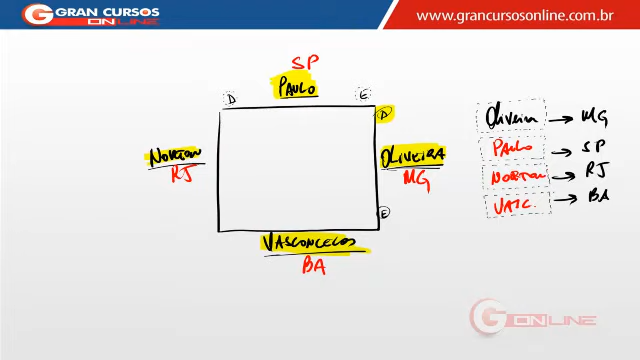 GRAN CURSOS
ONLINE
www.grancursosonline.com.br
SP
PAULO
D
E
D
NORTON
RJ
OLIVEIRA
MG
E
VASCONCELOS
BA
Oliveira → MG
PAULO → SP
NORTON → RJ
VASC. → BA
G ONLINE